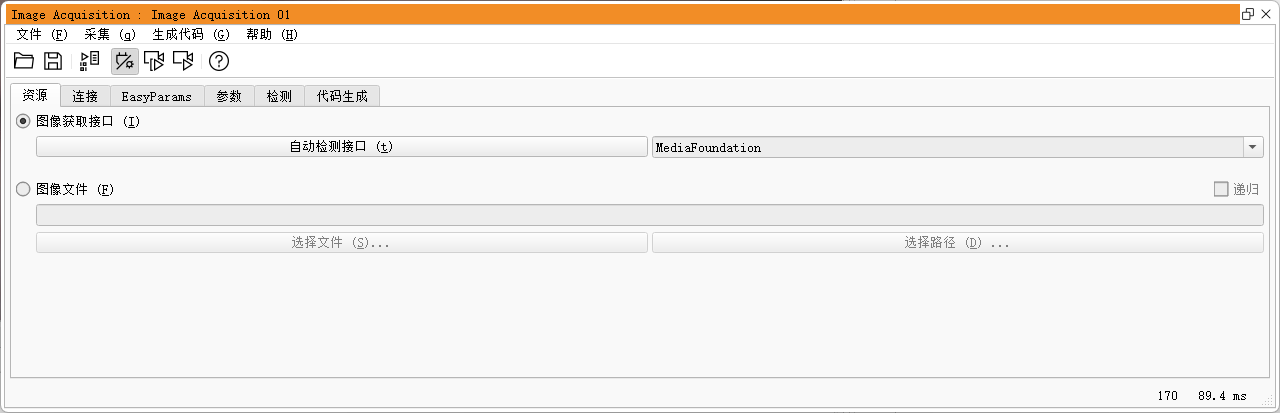 Image Acquisition : Image Acquisition 01
文件 (F) 采集 (g) 生成代码 (G) 帮助 (H)
资源 连接 EasyParams 参数 检测 代码生成
图像获取接口 (I)
自动检测接口 (t) MediaFoundation
图像文件 (F) 递归
选择文件 (S)... 选择路径 (D) ...
170 89.4 ms